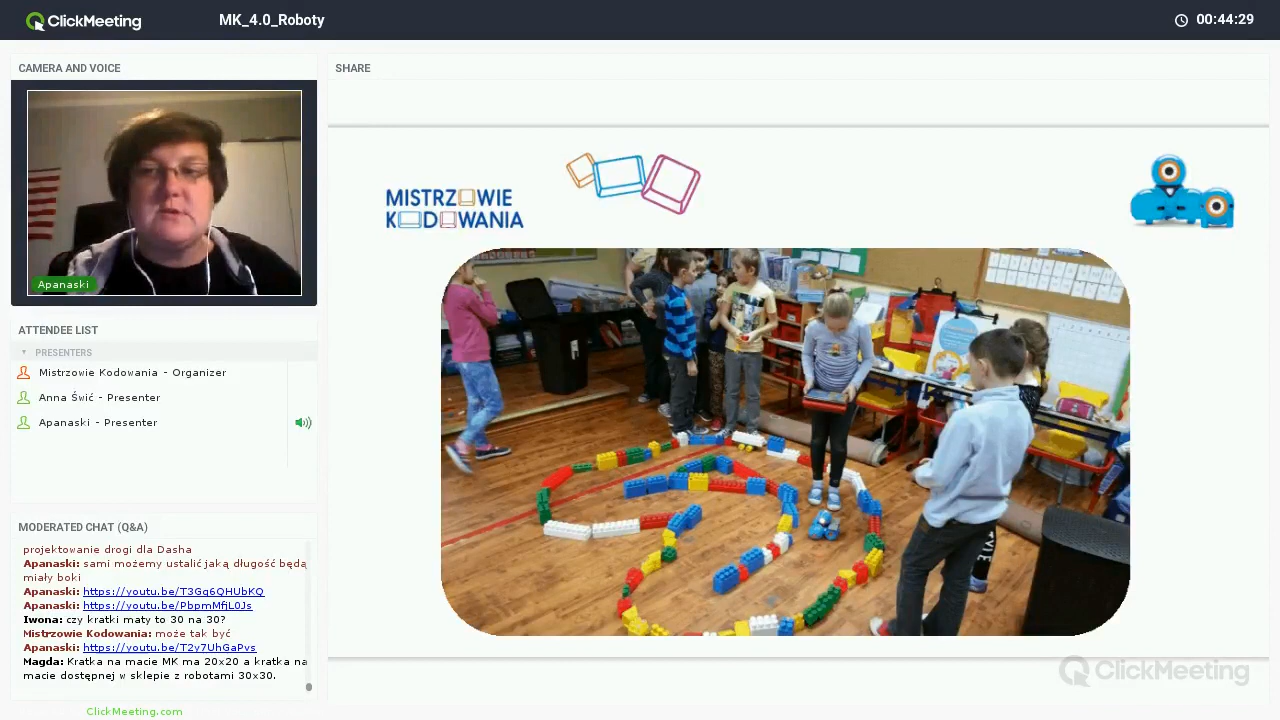 ClickMeeting
MK_4.0_Roboty
00:44:29
CAMERA AND VOICE
SHARE
Apanaski
MISTRZOWIE
KODOWANIA
ATTENDEE LIST
PRESENTERS
Mistrzowie Kodowania - Organizer
Anna Świć - Presenter
Apanaski - Presenter
MODERATED CHAT (Q&A)
projektowanie drogi dla Dasha
Apanaski: sami możemy ustalić jaką długość będą
miały boki
Apanaski: https://youtu.be/T3Gq6QHUbKQ
Apanaski: https://youtu.be/PbpmMfjL0Js
Iwona: czy kratki maty to 30 na 30?
Mistrzowie Kodowania: może tak być
Apanaski: https://youtu.be/T2y7UhGaPvs
Magda: Kratka na macie MK ma 20x20 a kratka na
macie dostępnej w sklepie z robotami 30x30.
ClickMeeting.com
ClickMeeting